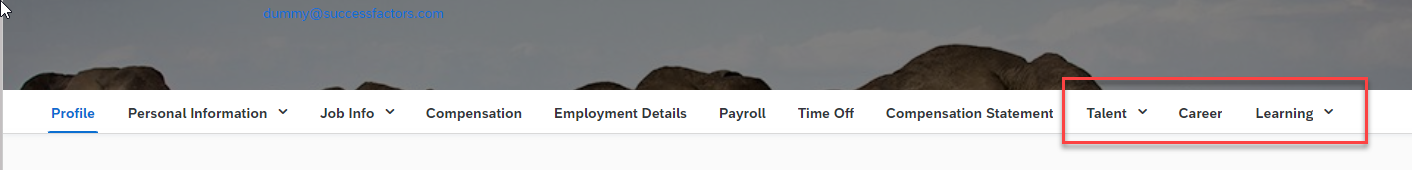 dummy@successfactors.com
Profile Personal Information Job Info Compensation Employment Details Payroll Time Off Compensation Statement Talent Career Learning